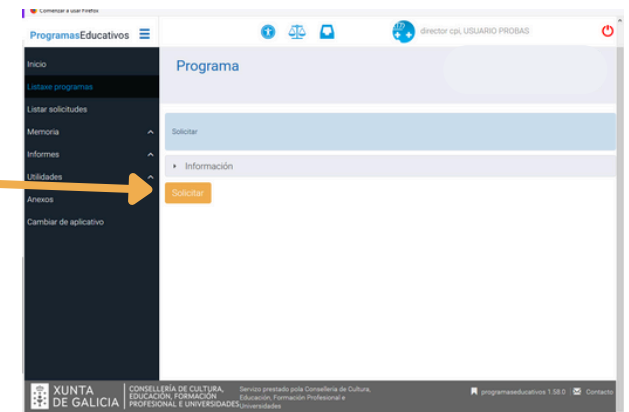 Comenzar a usar Firefox
ProgramasEducativos
director cpi, USUARIO PROBAS
Inicio
Listaxe programas
Listar solicitudes
Memoria
Informes
Utilidades
Anexos
Cambiar de aplicativo
Programa
Solicitar
Información
Solicitar
XUNTA
DE GALICIA
CONSELLERÍA DE CULTURA,
EDUCACIÓN, FORMACIÓN
PROFESIONAL E UNIVERSIDADES
Servizo prestado pola Consellería de Cultura,
Educación, Formación Profesional e
Universidades
programaseducativos 1.58.0
Contacto